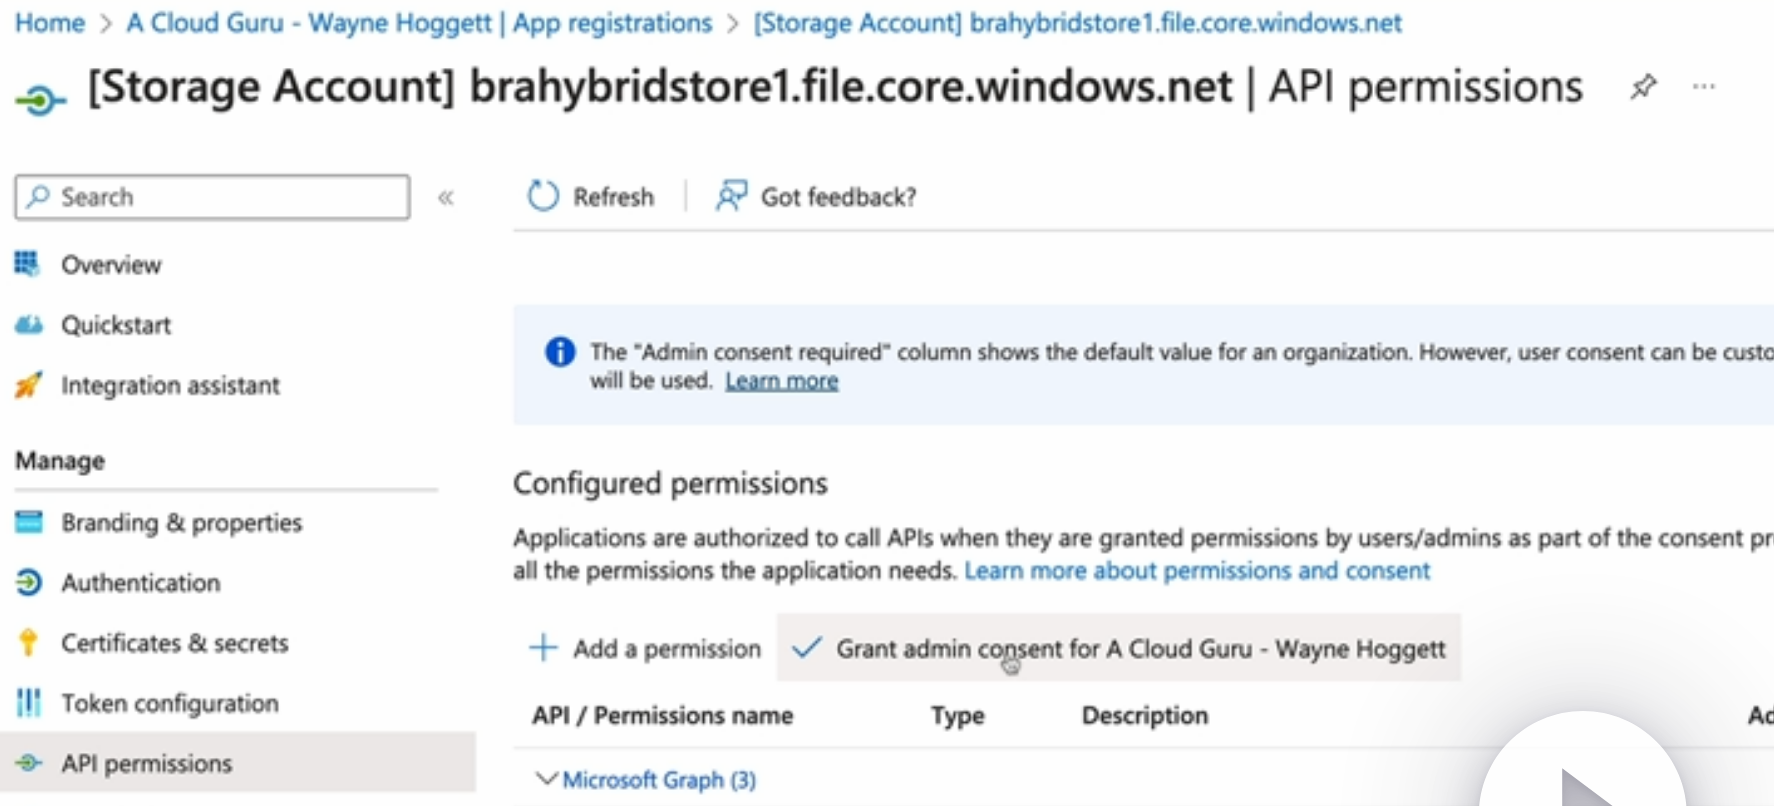 Home > A Cloud Guru - Wayne Hoggett | App registrations > [Storage Account] brahybridstore1.file.core.windows.net
[Storage Account] brahybridstore1.file.core.windows.net | API permissions
Search
Refresh
Got feedback?
Overview
Quickstart
Integration assistant
Manage
Branding & properties
Authentication
Certificates & secrets
Token configuration
API permissions
The "Admin consent required" column shows the default value for an organization. However, user consent can be custo
will be used. Learn more
Configured permissions
Applications are authorized to call APIs when they are granted permissions by users/admins as part of the consent pr
all the permissions the application needs. Learn more about permissions and consent
Add a permission
Grant admin consent for A Cloud Guru - Wayne Hoggett
API / Permissions name Type Description Ad
Microsoft Graph (3)